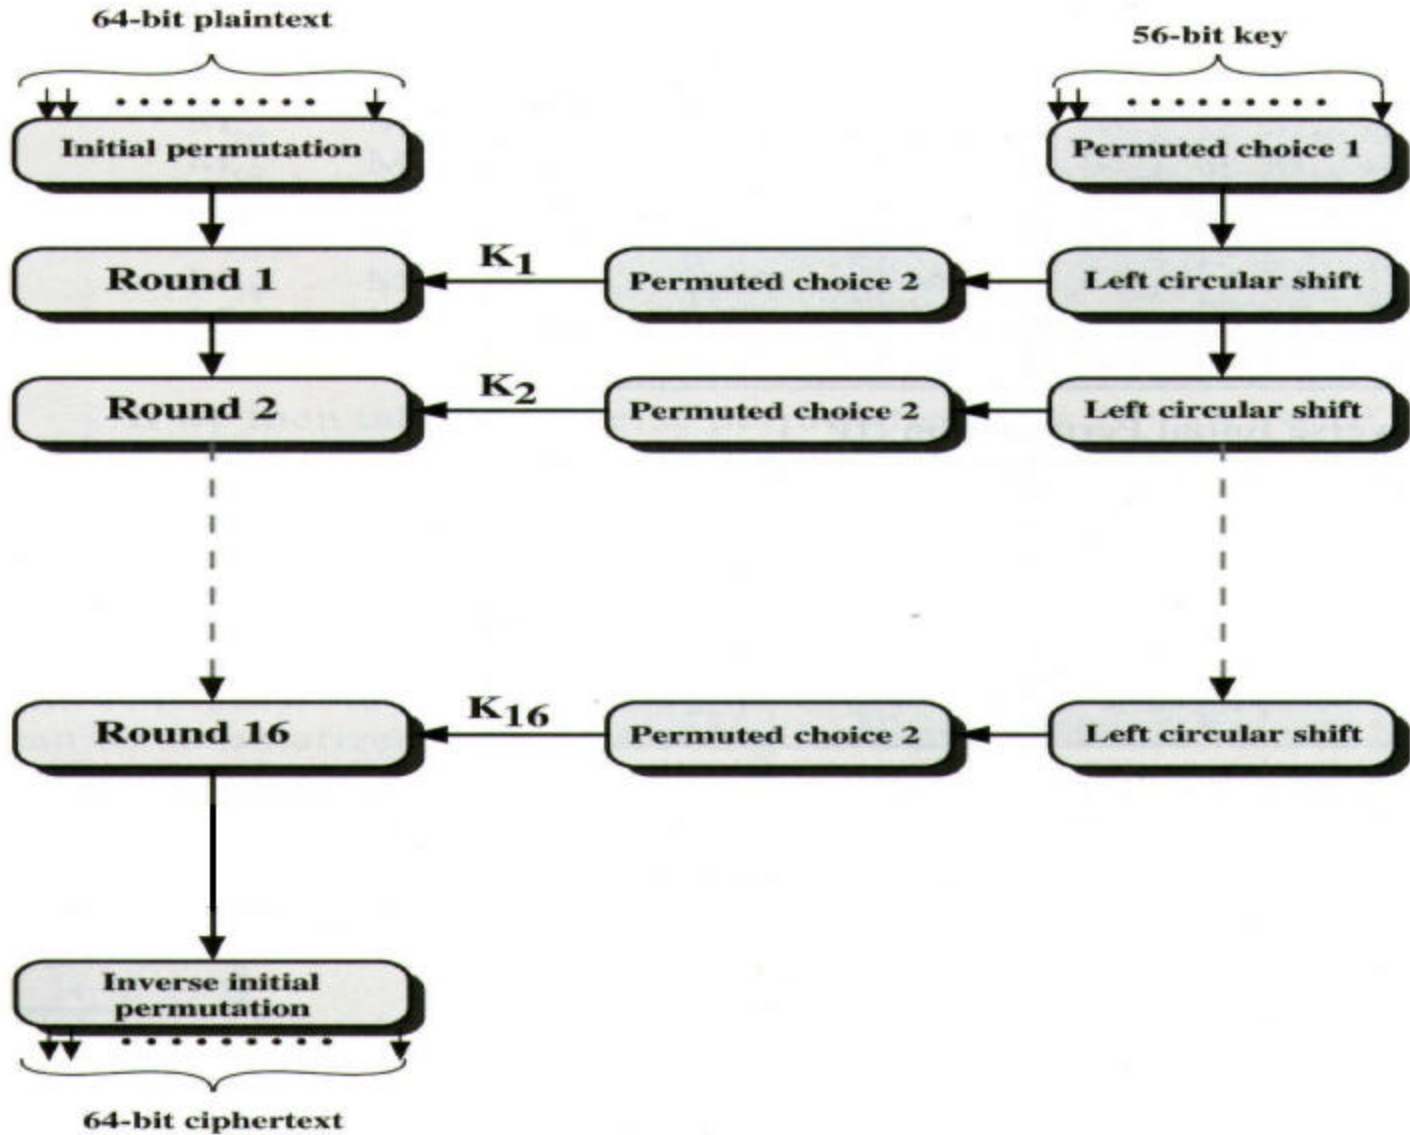 64-bit plaintext
56-bit key
Initial permutation
Permuted choice 1
Round 1
K1
Permuted choice 2
Left circular shift
Round 2
K2
Permuted choice 2
Left circular shift
Round 16
K16
Permuted choice 2
Left circular shift
Inverse initial
permutation
64-bit ciphertext